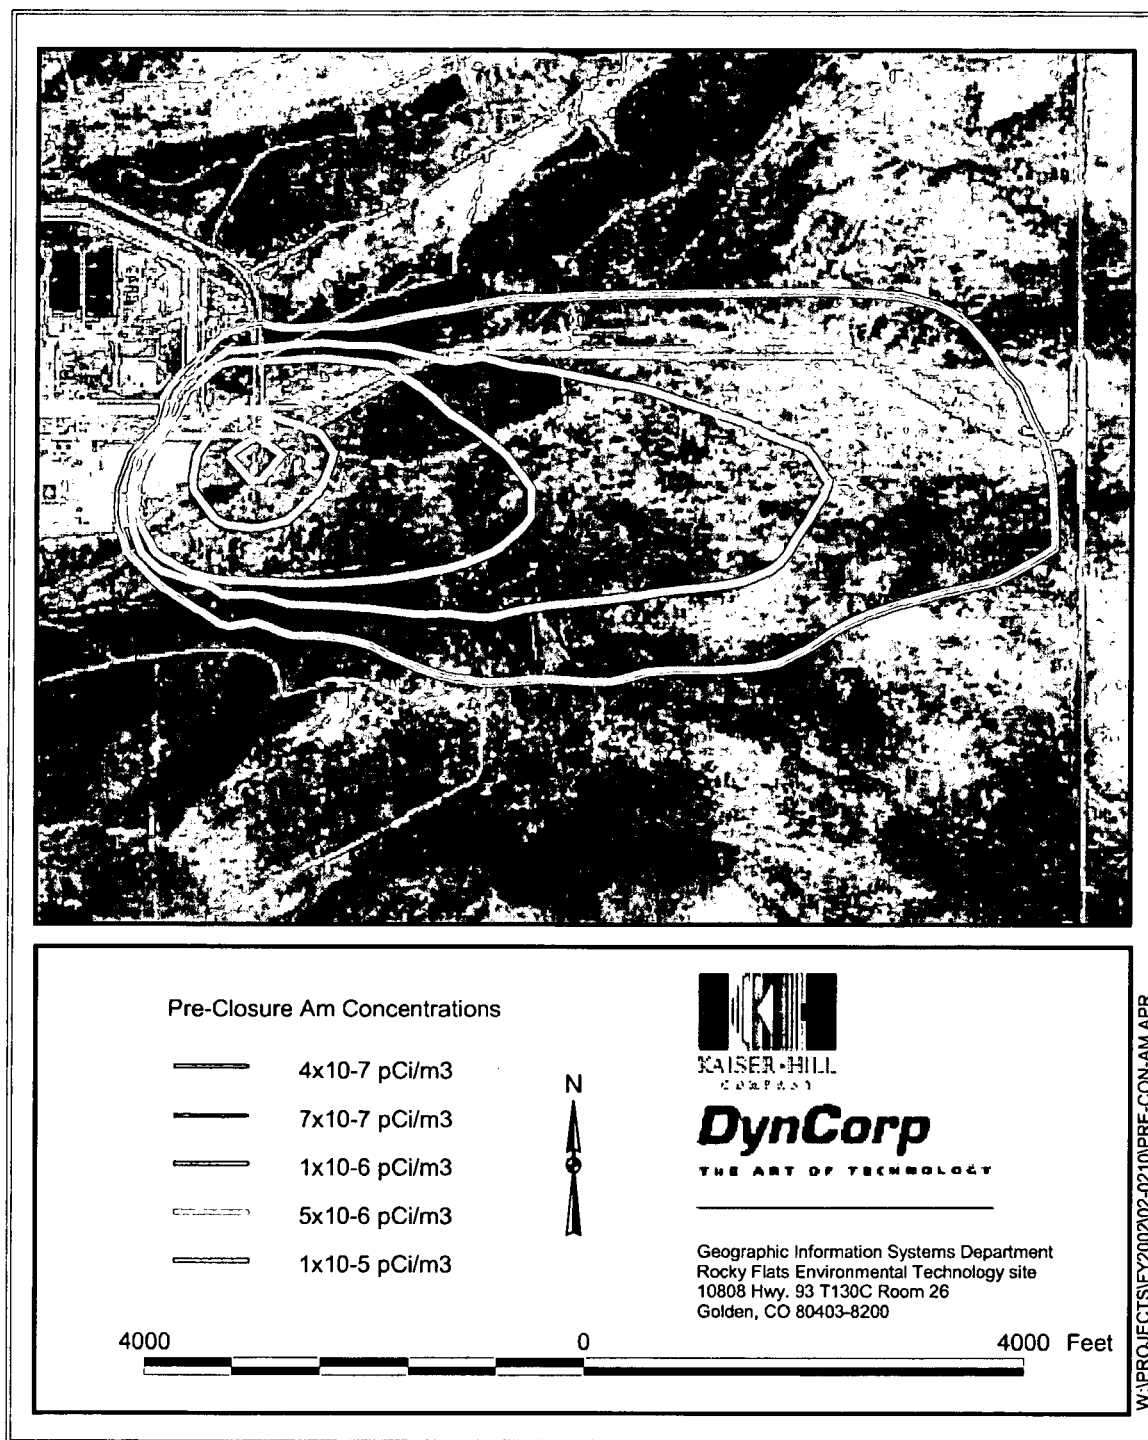 Pre-Closure Am Concentrations
4x10-7 pCi/m3
7x10-7 pCi/m3
1x10-6 pCi/m3
5x10-6 pCi/m3
1x10-5 pCi/m3
N
KAISER•HILL
COMPANY
DynCorp
THE ART OF TECHNOLOGY
Geographic Information Systems Department
Rocky Flats Environmental Technology site
10808 Hwy. 93 T130C Room 26
Golden, CO 80403-8200
4000 0 4000 Feet
W:\PROJECTS\FY2002\02-0210\PRE-CON-AM.APR